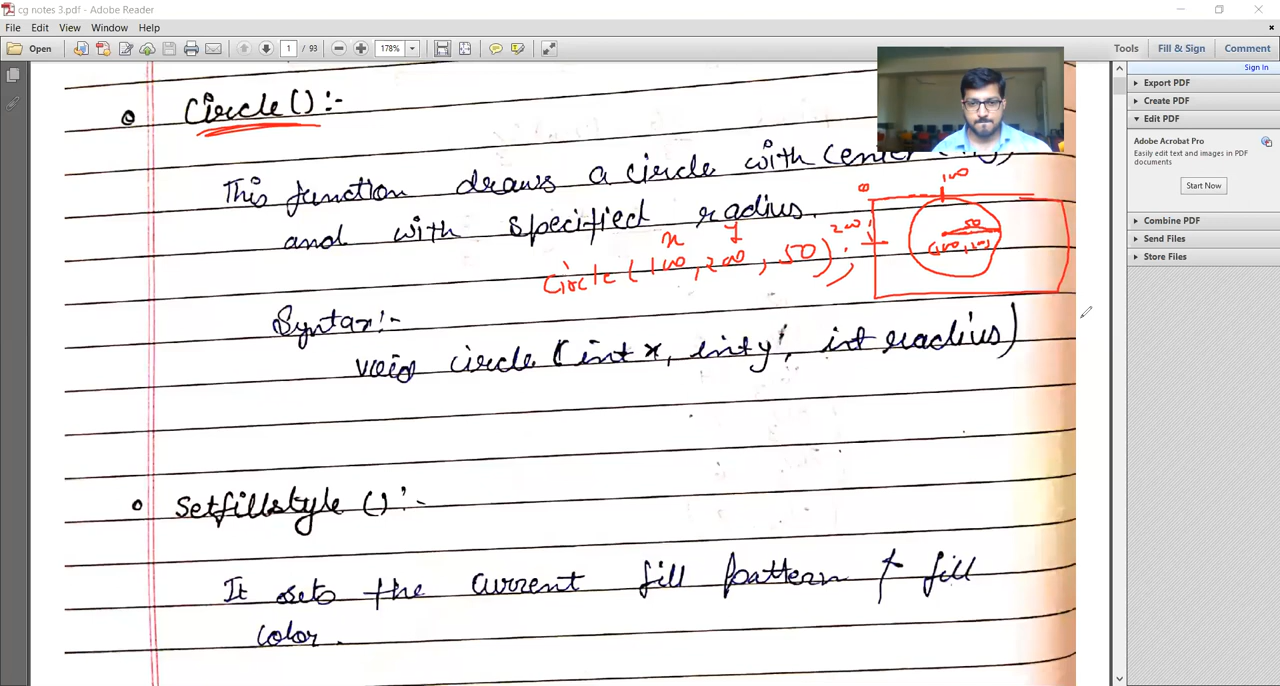 cg notes 3.pdf - Adobe Reader
File Edit View Window Help
Open 1 / 93 178% Tools Fill & Sign Comment
Sign In
Export PDF
Create PDF
Edit PDF
Adobe Acrobat Pro
Easily edit text and images in PDF
documents
Start Now
Combine PDF
Send Files
Store Files
Circle() :-
This function draws a circle with center
and with specified radius.
x y
circle (100, 200, 50);
0 100
200
50
Syntax:-
void circle (int x, int y, int radius)
Setfillstyle () :-
It sets the current fill pattern & fill
color.